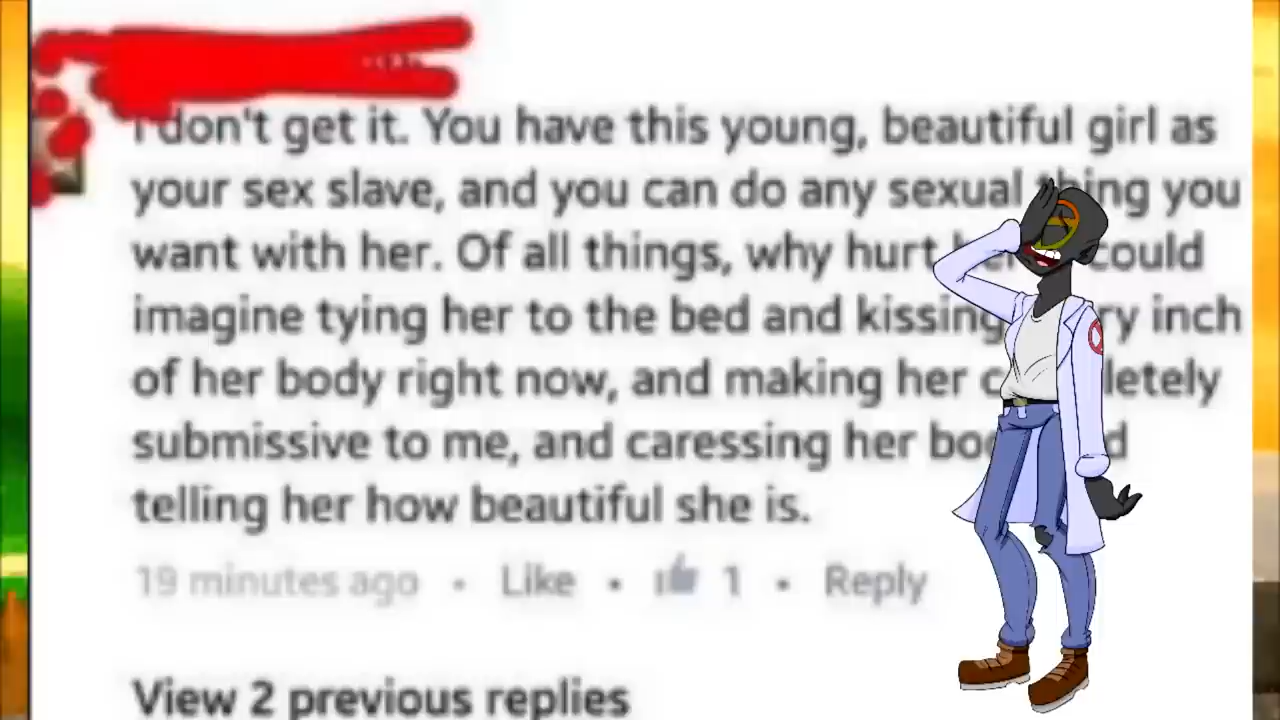 I don't get it. You have this young, beautiful girl as
your sex slave, and you can do any sexual thing you
want with her. Of all things, why hurt could
imagine tying her to the bed and kissing inch
of her body right now, and making her
submissive to me, and caressing her
telling her how beautiful she is.
19 minutes ago • Like • 1 • Reply
View 2 previous replies